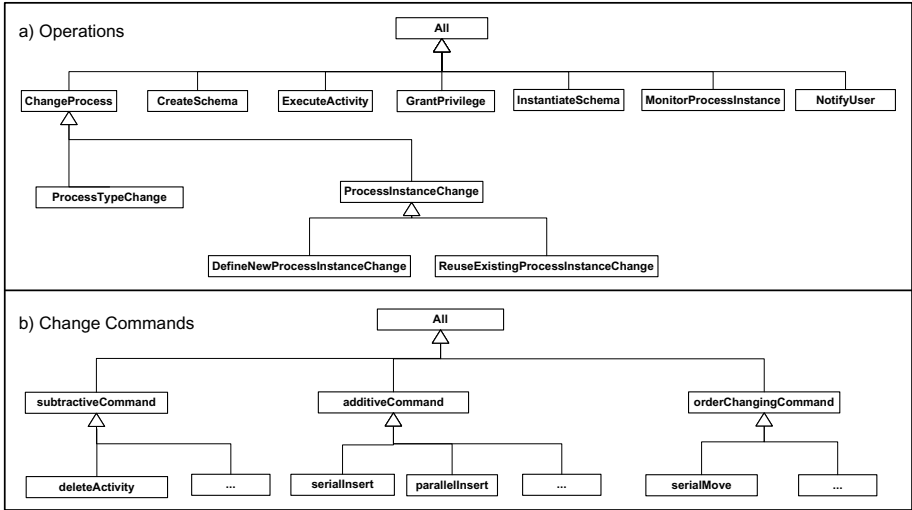 a) Operations
All
ChangeProcess
CreateSchema
ExecuteActivity
GrantPrivilege
InstantiateSchema
MonitorProcessInstance
NotifyUser
ProcessTypeChange
ProcessInstanceChange
DefineNewProcessInstanceChange
ReuseExistingProcessInstanceChange
b) Change Commands
All
subtractiveCommand
additiveCommand
orderChangingCommand
deleteActivity
...
serialInsert
parallelInsert
...
serialMove
...